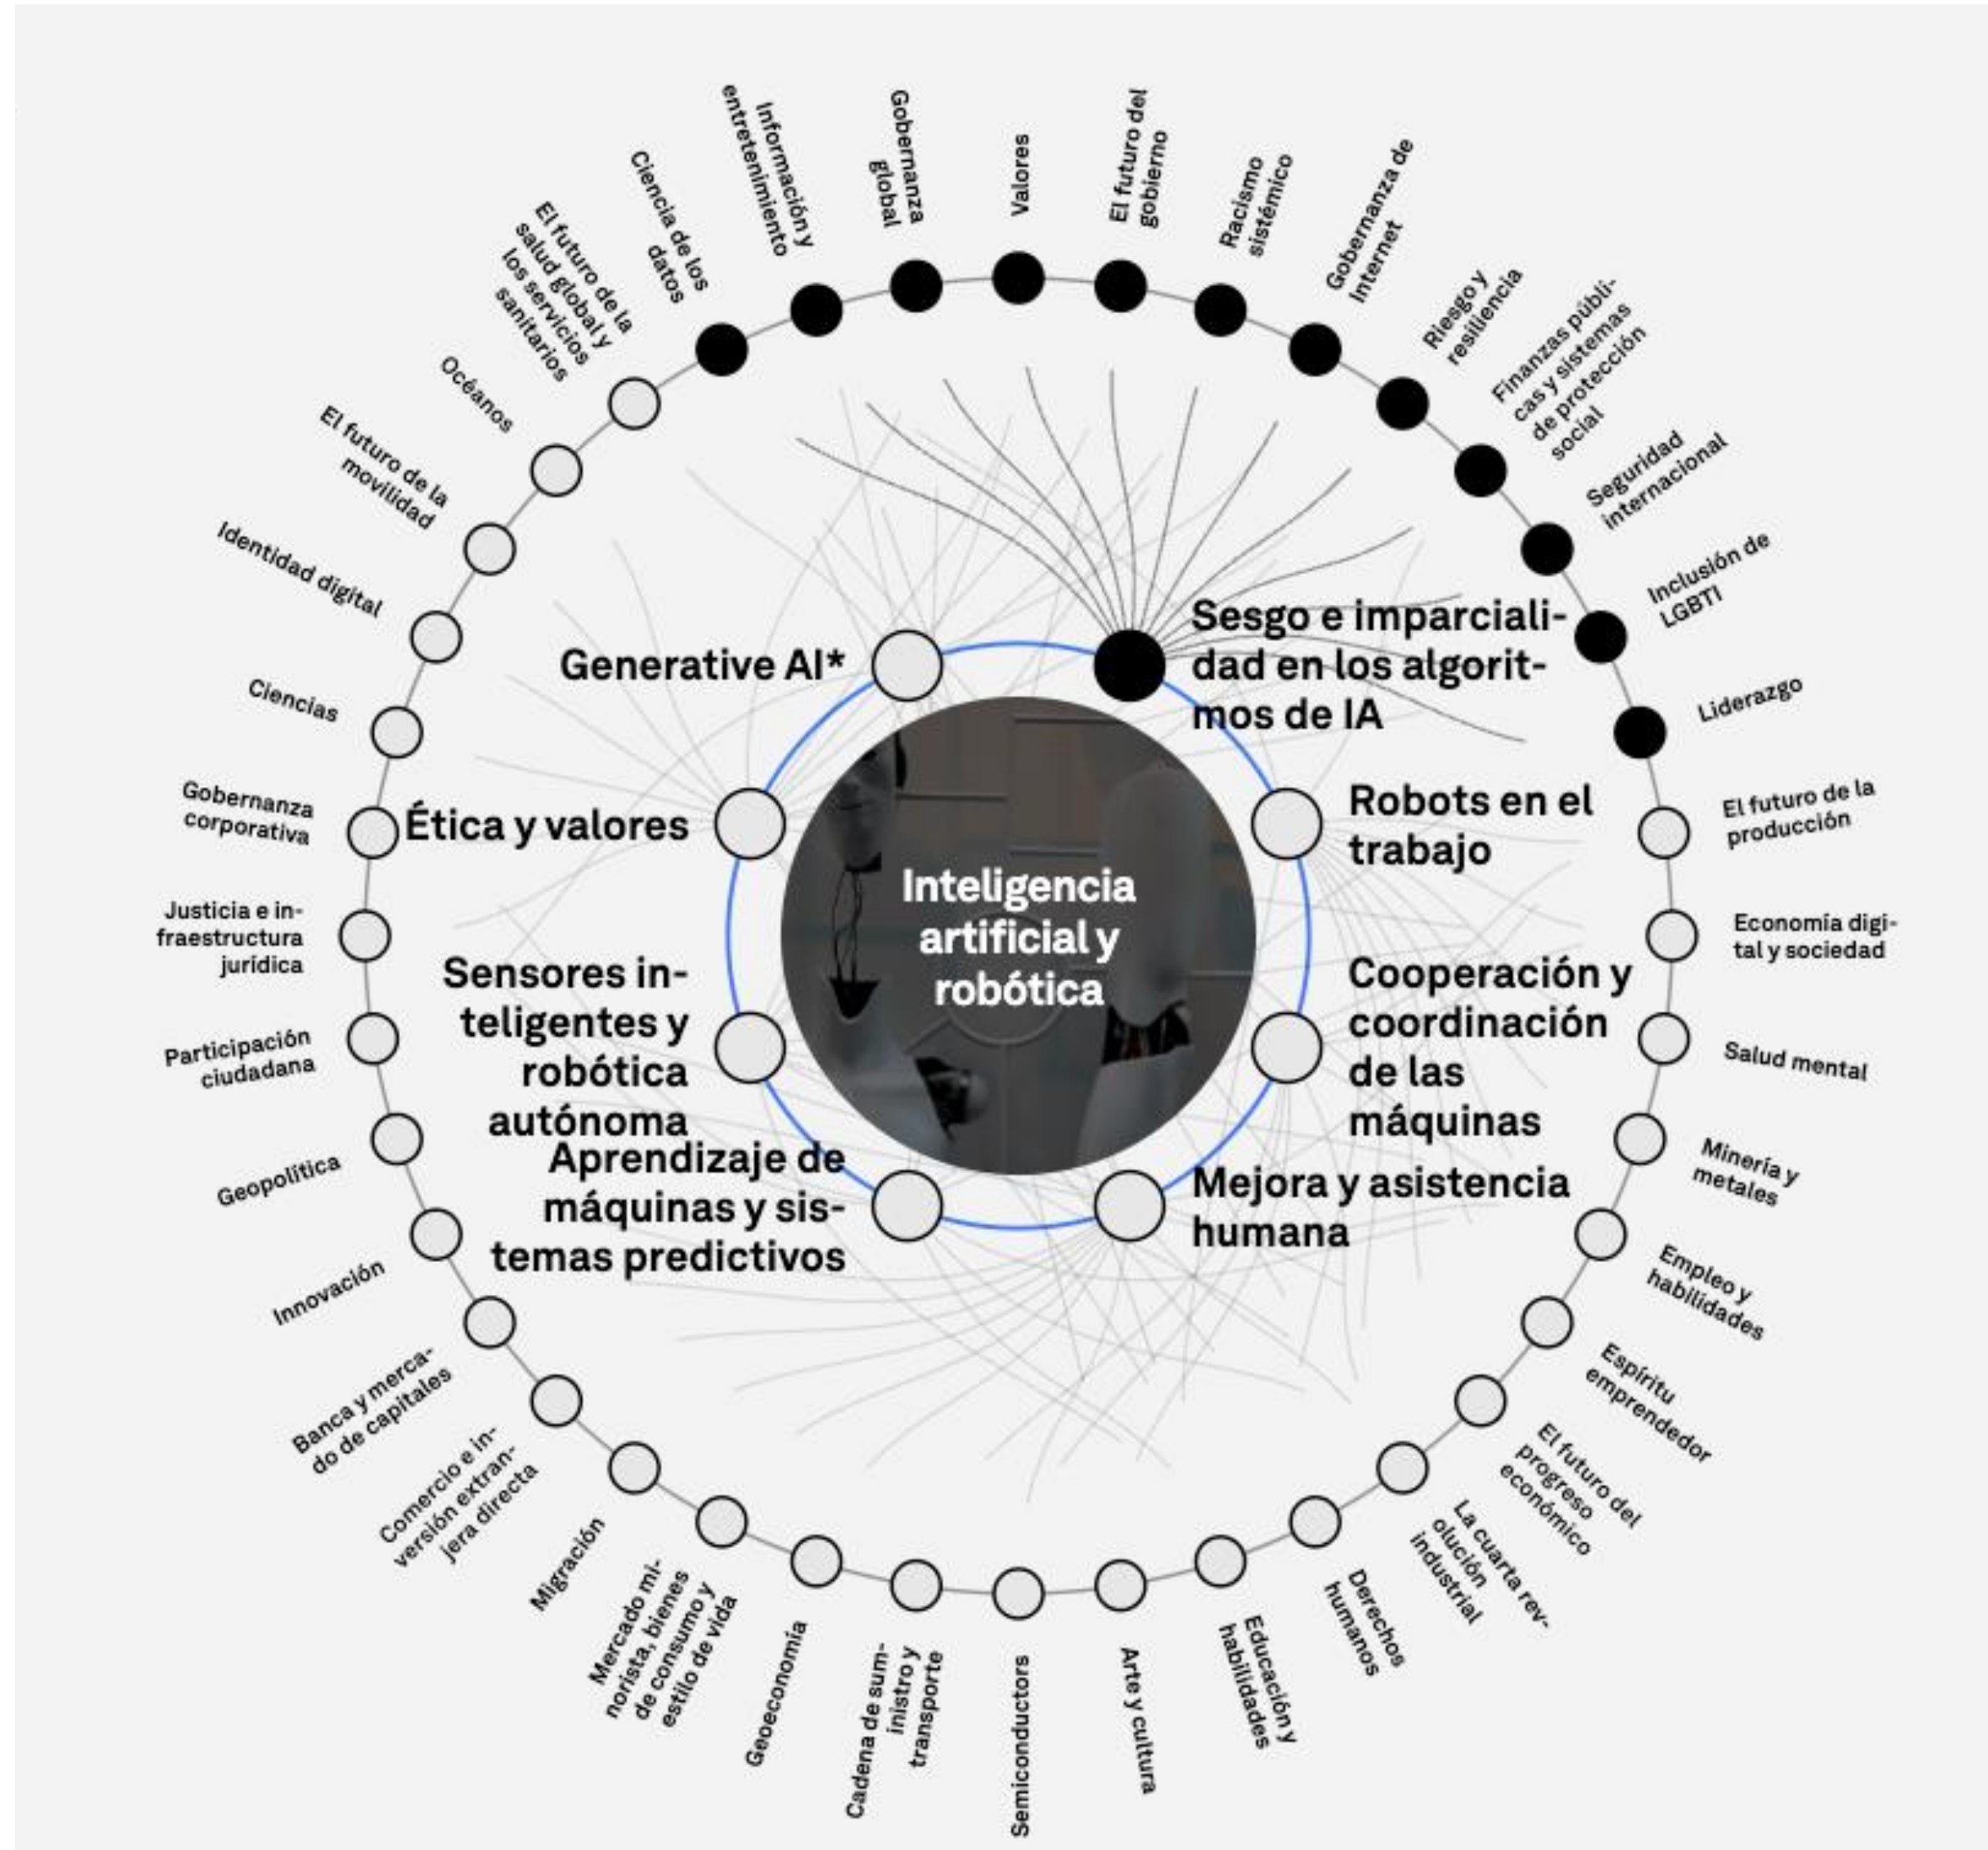 Inteligencia
artificial y
robótica
Sesgo e imparciali-
dad en los algorit-
mos de IA
Robots en el
trabajo
Cooperación y
coordinación
de las
máquinas
Mejora y asistencia
humana
Aprendizaje de
máquinas y sis-
temas predictivos
Sensores in-
teligentes y
robótica
autónoma
Ética y valores
Generative AI*
Valores
El futuro del
gobierno
Racismo
sistémico
Gobernanza de
Internet
Riesgo y
resiliencia
Finanzas públi-
cas y sistemas
de protección
social
Seguridad
internacional
Inclusión de
LGBTI
Liderazgo
El futuro de la
producción
Economía digi-
tal y sociedad
Salud mental
Minería y
metales
Empleo y
habilidades
Espíritu
emprendedor
El futuro del
progreso
económico
La cuarta rev-
olución
industrial
Derechos
humanos
Educación y
habilidades
Arte y cultura
Semiconductors
Cadena de sum-
inistro y
transporte
Geoeconomía
Mercado mi-
norista, bienes
de consumo y
estilo de vida
Migración
Comercio e in-
versión extran-
jera directa
Banca y merca-
do de capitales
Innovación
Geopolítica
Participación
ciudadana
Justicia e in-
fraestructura
jurídica
Gobernanza
corporativa
Ciencias
Identidad digital
El futuro de la
movilidad
Océanos
El futuro de la
salud global y
los servicios
sanitarios
Ciencia de los
datos
Información y
entretenimiento
Gobernanza
global